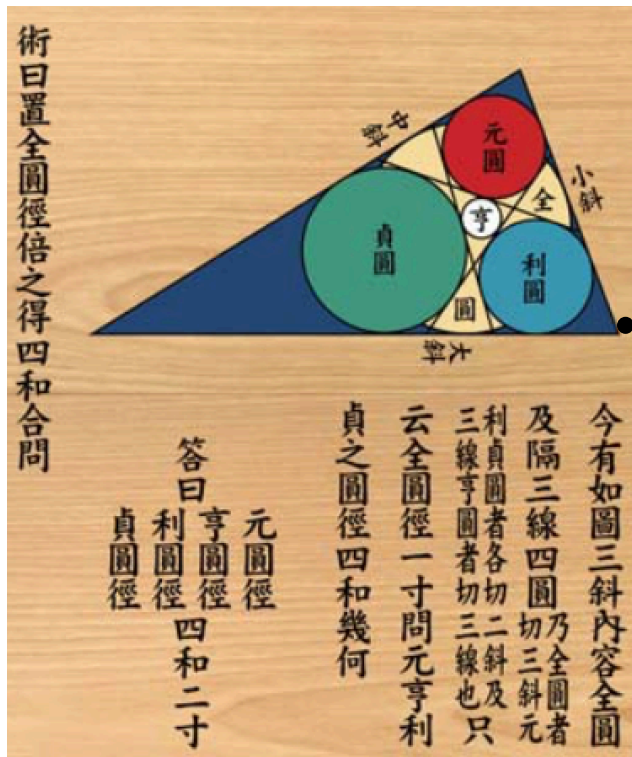 中斜
元圓
小斜
全
亨
貞圓
利圓
圓
大斜
今有如圖三斜內容全圓
及隔三線四圓
乃全圓者
切三斜元
利貞圓者各切二斜及
三線亨圓者切三線也
只
云全圓徑一寸問元亨利
貞之圓徑四和幾何
答曰
元圓徑
亨圓徑
利圓徑
貞圓徑
四和二寸
術曰置全圓徑倍之得四和合問